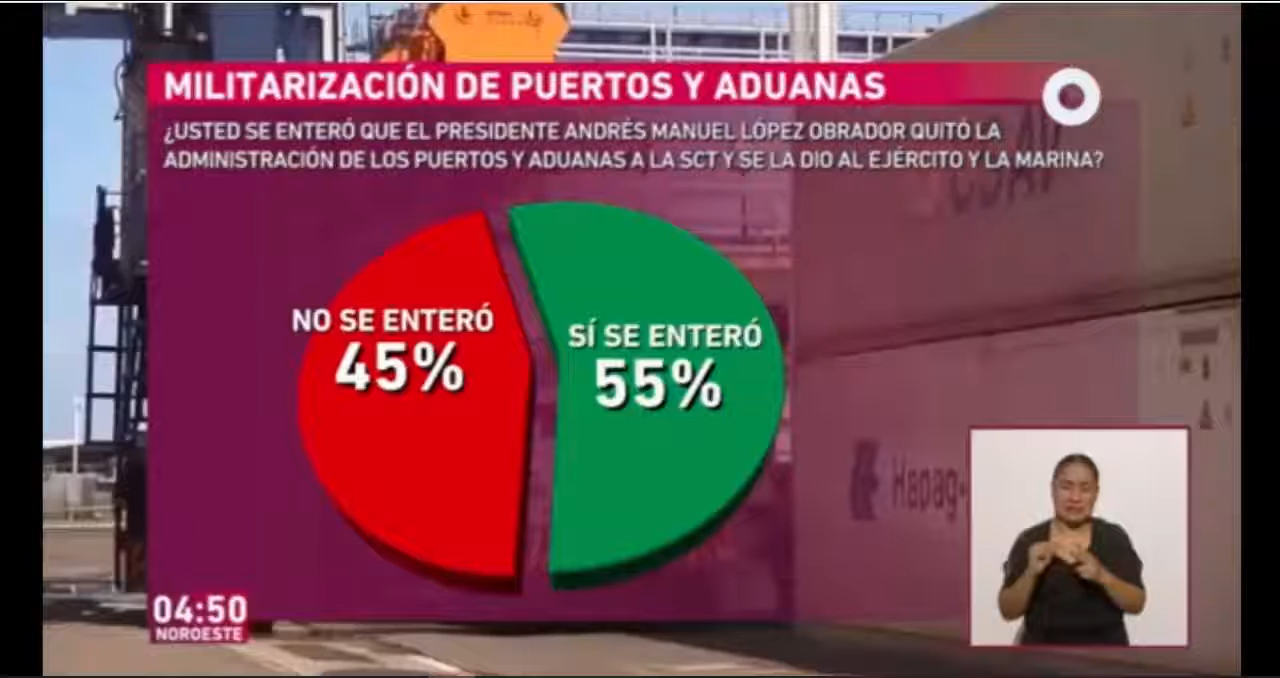 MILITARIZACIÓN DE PUERTOS Y ADUANAS
¿USTED SE ENTERÓ QUE EL PRESIDENTE ANDRÉS MANUEL LÓPEZ OBRADOR QUITÓ LA
ADMINISTRACIÓN DE LOS PUERTOS Y ADUANAS A LA SCT Y SE LA DIO AL EJÉRCITO Y LA MARINA?
NO SE ENTERÓ
45%
SÍ SE ENTERÓ
55%
Hapag-
04:50
NOROESTE